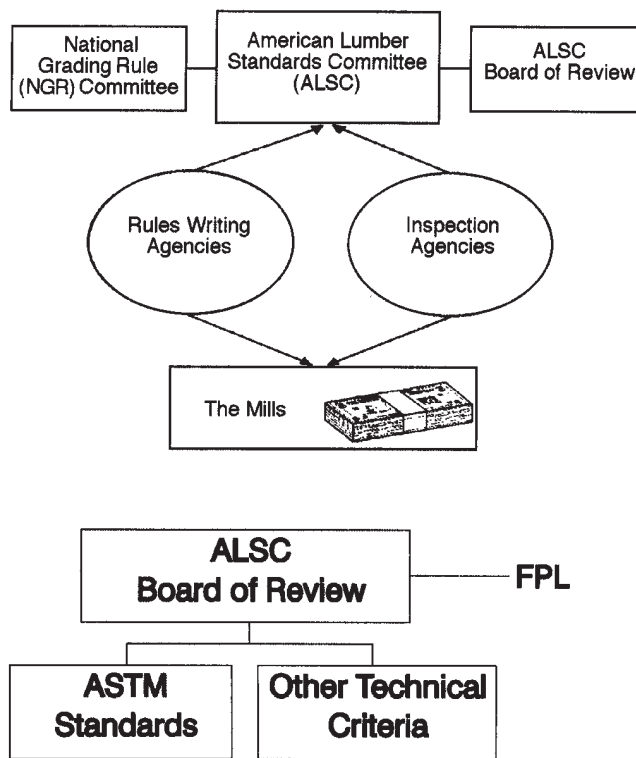 National
Grading Rule
(NGR) Committee
American Lumber
Standards Committee
(ALSC)
ALSC
Board of Review
Rules Writing
Agencies
Inspection
Agencies
The Mills
ALSC
Board of Review
FPL
ASTM
Standards
Other Technical
Criteria